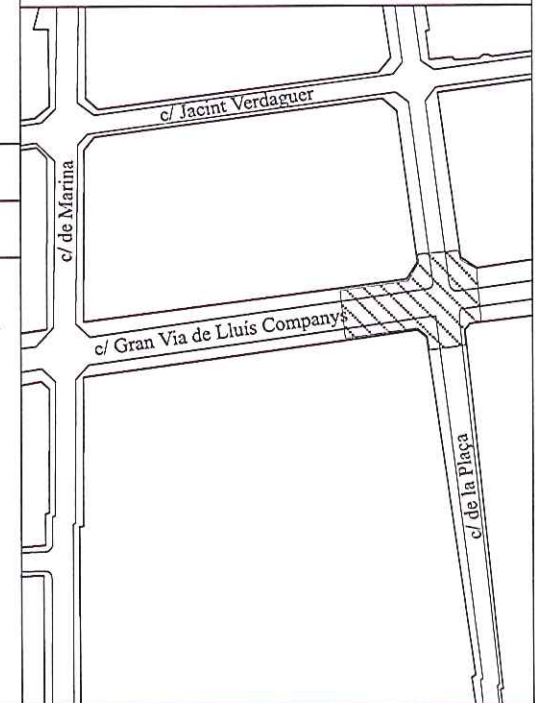 c/ Jacint Verdaguer
c/ de Marina
c/ Gran Via de Lluís Companys
c/ de la Plaça